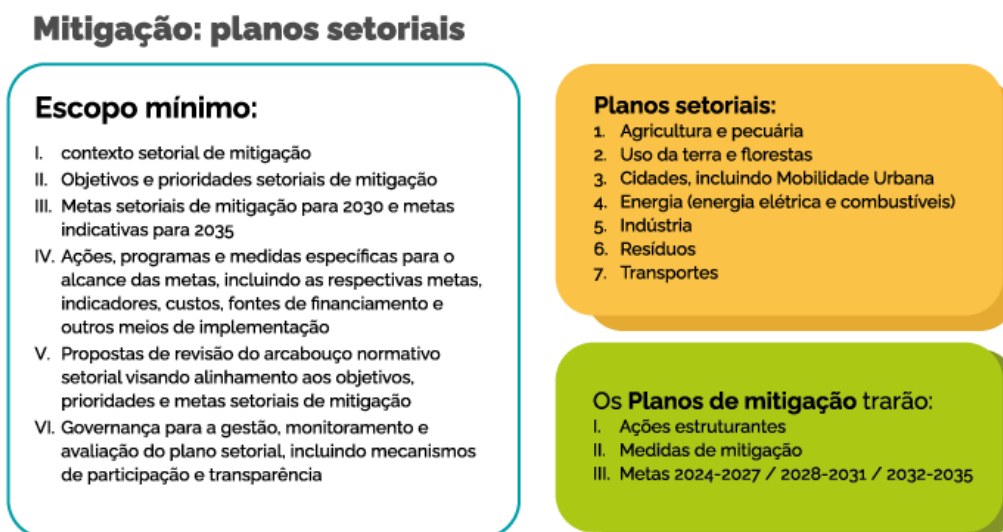 Mitigação: planos setoriais
Escopo mínimo:
I. contexto setorial de mitigação
II. Objetivos e prioridades setoriais de mitigação
III. Metas setoriais de mitigação para 2030 e metas
indicativas para 2035
IV. Ações, programas e medidas específicas para o
alcance das metas, incluindo as respectivas metas,
indicadores, custos, fontes de financiamento e
outros meios de implementação
V. Propostas de revisão do arcabouço normativo
setorial visando alinhamento aos objetivos,
prioridades e metas setoriais de mitigação
VI. Governança para a gestão, monitoramento e
avaliação do plano setorial, incluindo mecanismos
de participação e transparência
Planos setoriais:
1. Agricultura e pecuária
2. Uso da terra e florestas
3. Cidades, incluindo Mobilidade Urbana
4. Energia (energia elétrica e combustíveis)
5. Indústria
6. Resíduos
7. Transportes
Os Planos de mitigação trarão:
I. Ações estruturantes
II. Medidas de mitigação
III. Metas 2024-2027 / 2028-2031 / 2032-2035